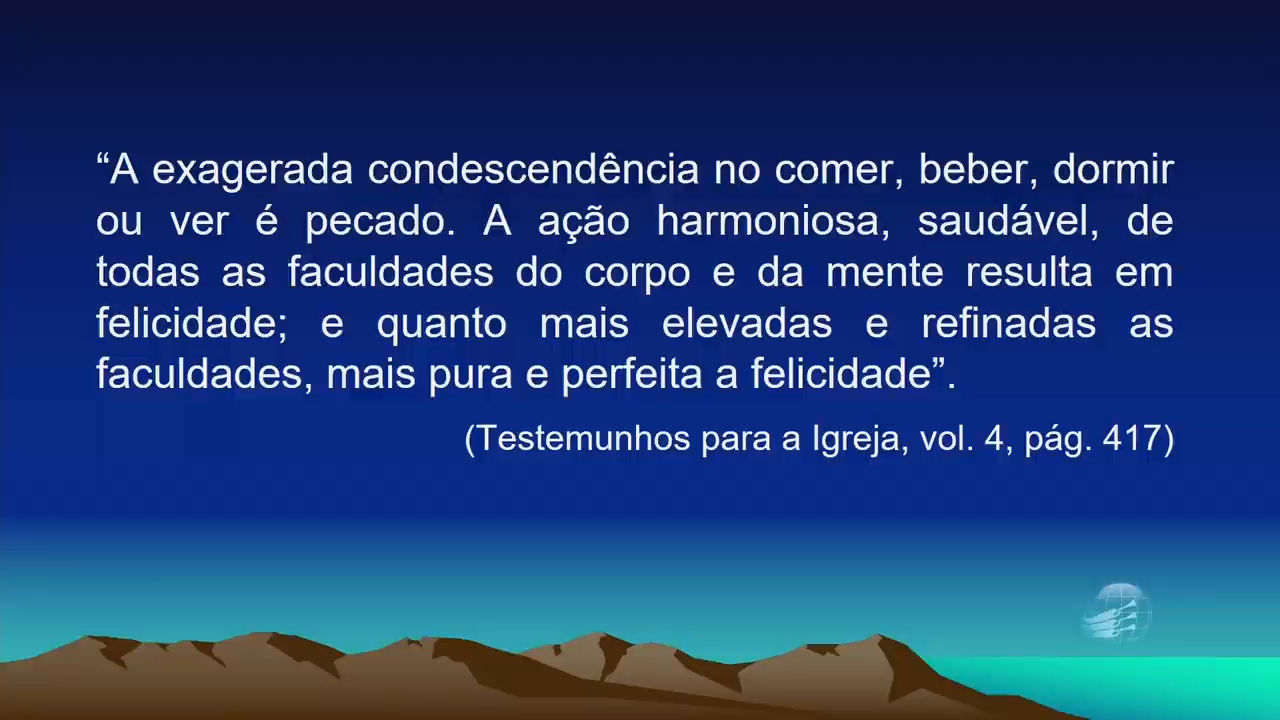 “A exagerada condescendência no comer, beber, dormir
ou ver é pecado. A ação harmoniosa, saudável, de
todas as faculdades do corpo e da mente resulta em
felicidade; e quanto mais elevadas e refinadas as
faculdades, mais pura e perfeita a felicidade”.
(Testemunhos para a Igreja, vol. 4, pág. 417)